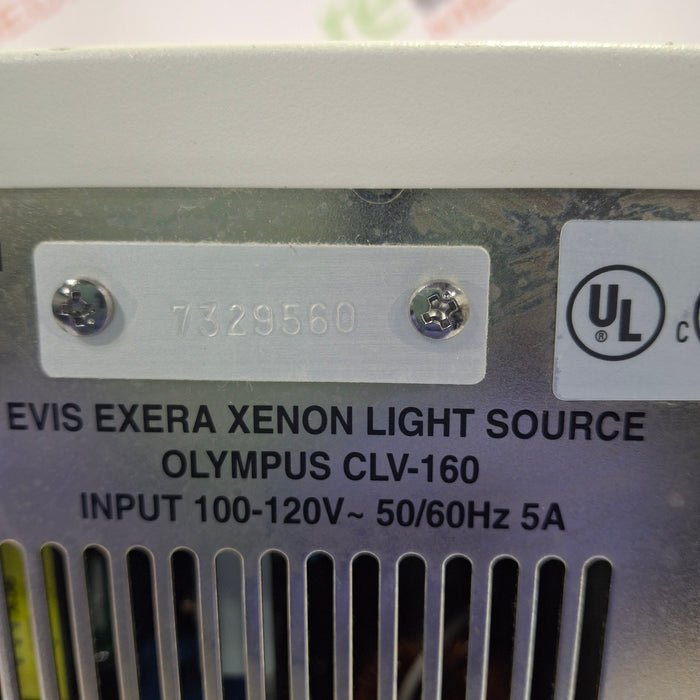 7329560
UL
®
C
EVIS EXERA XENON LIGHT SOURCE
OLYMPUS CLV-160
INPUT 100-120V~ 50/60Hz 5A